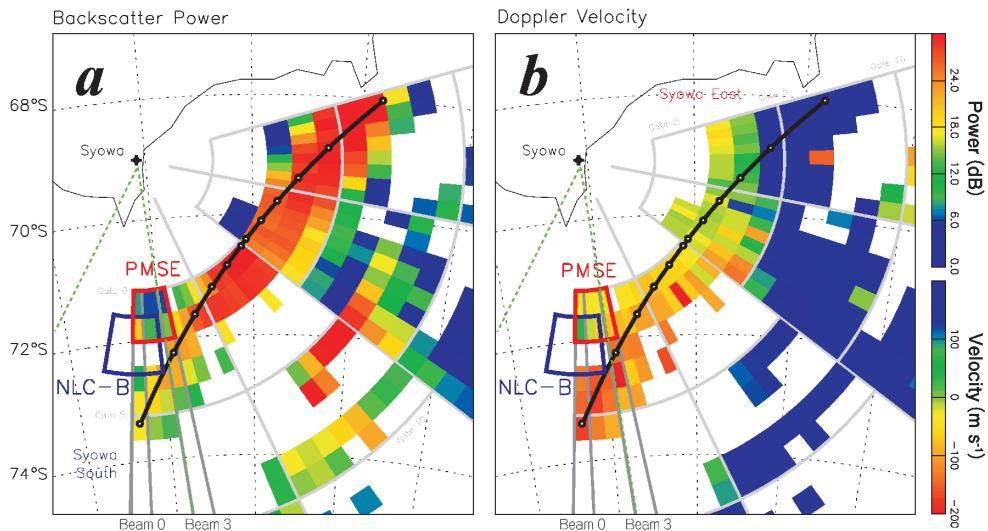 Backscatter Power
Doppler Velocity
a
b
68°S
70°S
72°S
74°S
Syowa
PMSE
NLC-B
Gate 0
Gate 5
Gate 10
Syowa
South
Beam 0
Beam 3
Syowa East
Gate 0
Gate 5
Gate 10
Syowa
PMSE
NLC-B
Beam 0
Beam 3
24.0
18.0
12.0
6.0
0.0
Power (dB)
100
0
-100
-200
Velocity (m s⁻¹)